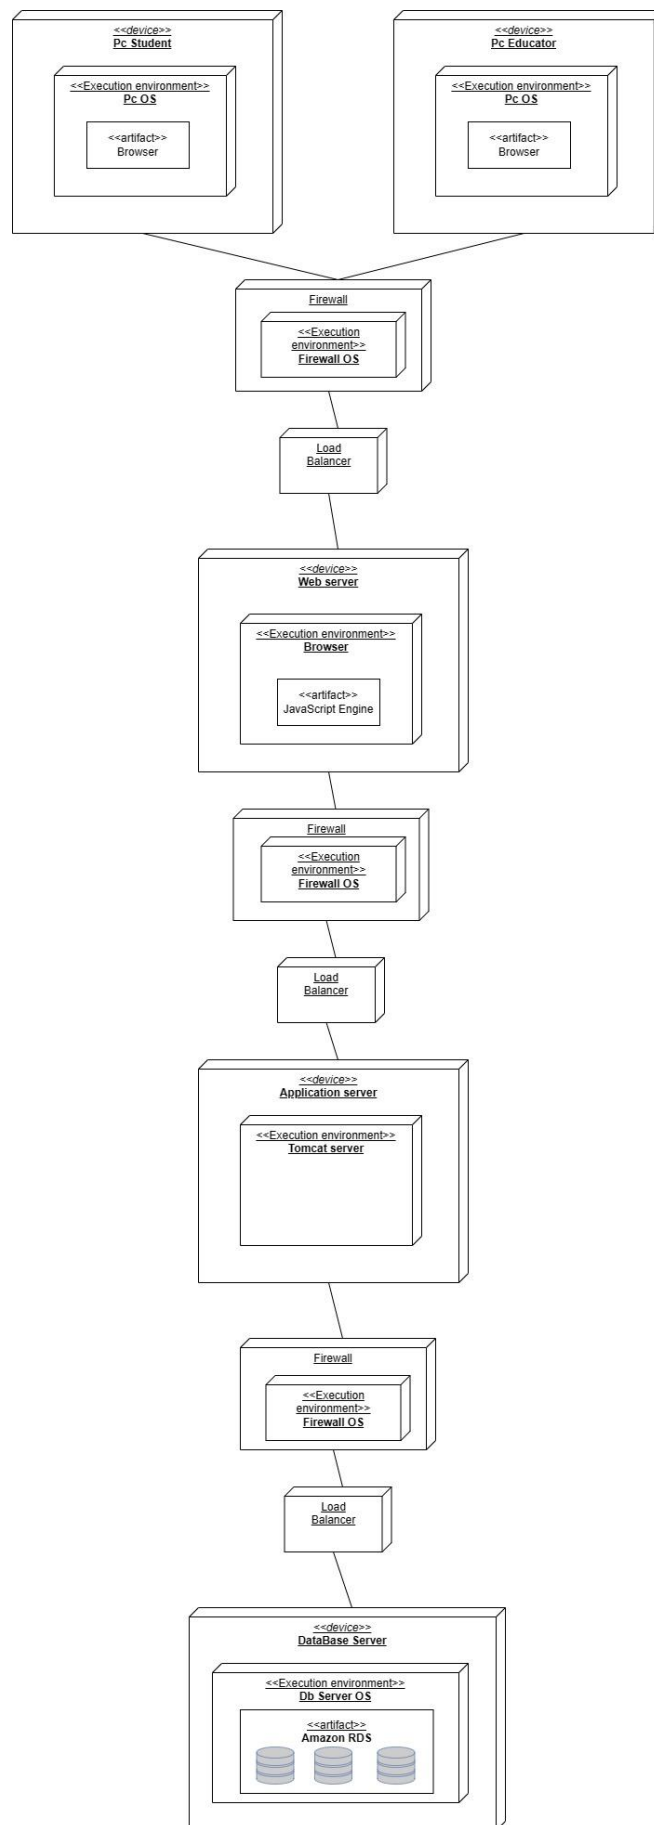 <<device>>
Pc Student
<<Execution environment>>
Pc OS
<<artifact>>
Browser
<<device>>
Pc Educator
<<Execution environment>>
Pc OS
<<artifact>>
Browser
Firewall
<<Execution
environment>>
Firewall OS
Load
Balancer
<<device>>
Web server
<<Execution environment>>
Browser
<<artifact>>
JavaScript Engine
Firewall
<<Execution
environment>>
Firewall OS
Load
Balancer
<<device>>
Application server
<<Execution environment>>
Tomcat server
Firewall
<<Execution
environment>>
Firewall OS
Load
Balancer
<<device>>
DataBase Server
<<Execution environment>>
Db Server OS
<<artifact>>
Amazon RDS